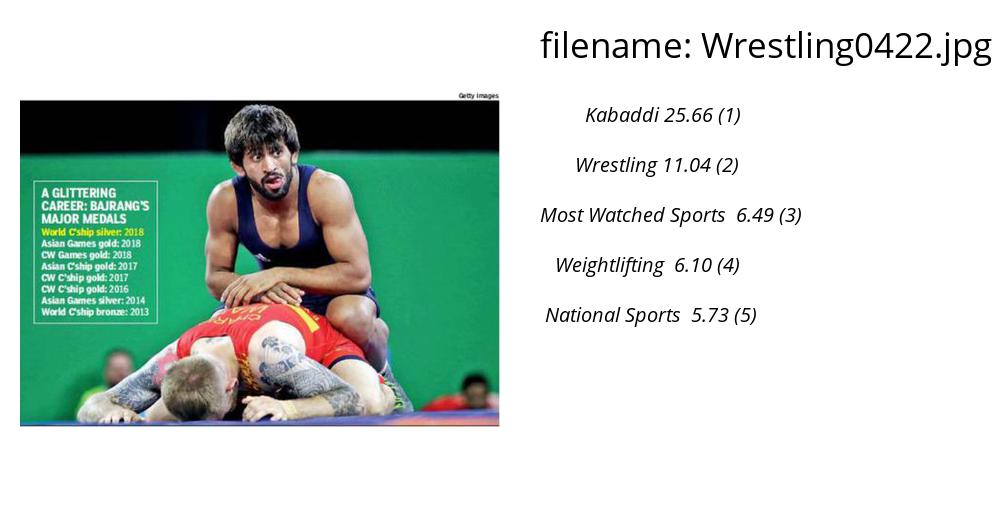 filename: Wrestling0422.jpg
Getty Images
Kabaddi 25.66 (1)
Wrestling 11.04 (2)
Most Watched Sports 6.49 (3)
Weightlifting 6.10 (4)
National Sports 5.73 (5)
A GLITTERING
CAREER: BAJRANG'S
MAJOR MEDALS
World C'ship silver: 2018
Asian Games gold: 2018
CW Games gold: 2018
Asian C'ship gold: 2017
CW C'ship gold: 2017
CW C'ship gold: 2016
Asian Games silver: 2014
World C'ship bronze: 2013